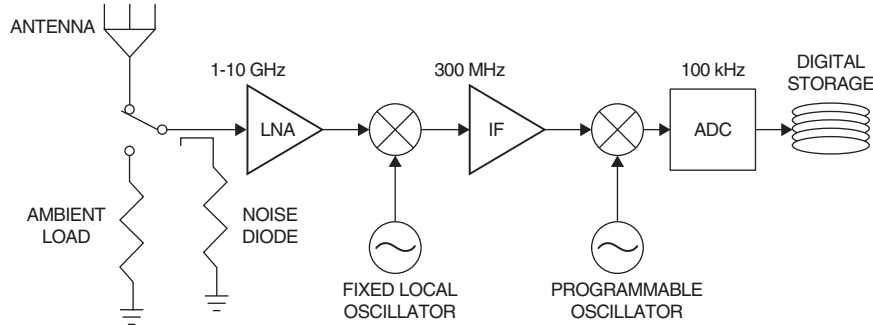 ANTENNA
1-10 GHz
300 MHz
100 kHz
DIGITAL
STORAGE
LNA
IF
ADC
AMBIENT
LOAD
NOISE
DIODE
FIXED LOCAL
OSCILLATOR
PROGRAMMABLE
OSCILLATOR